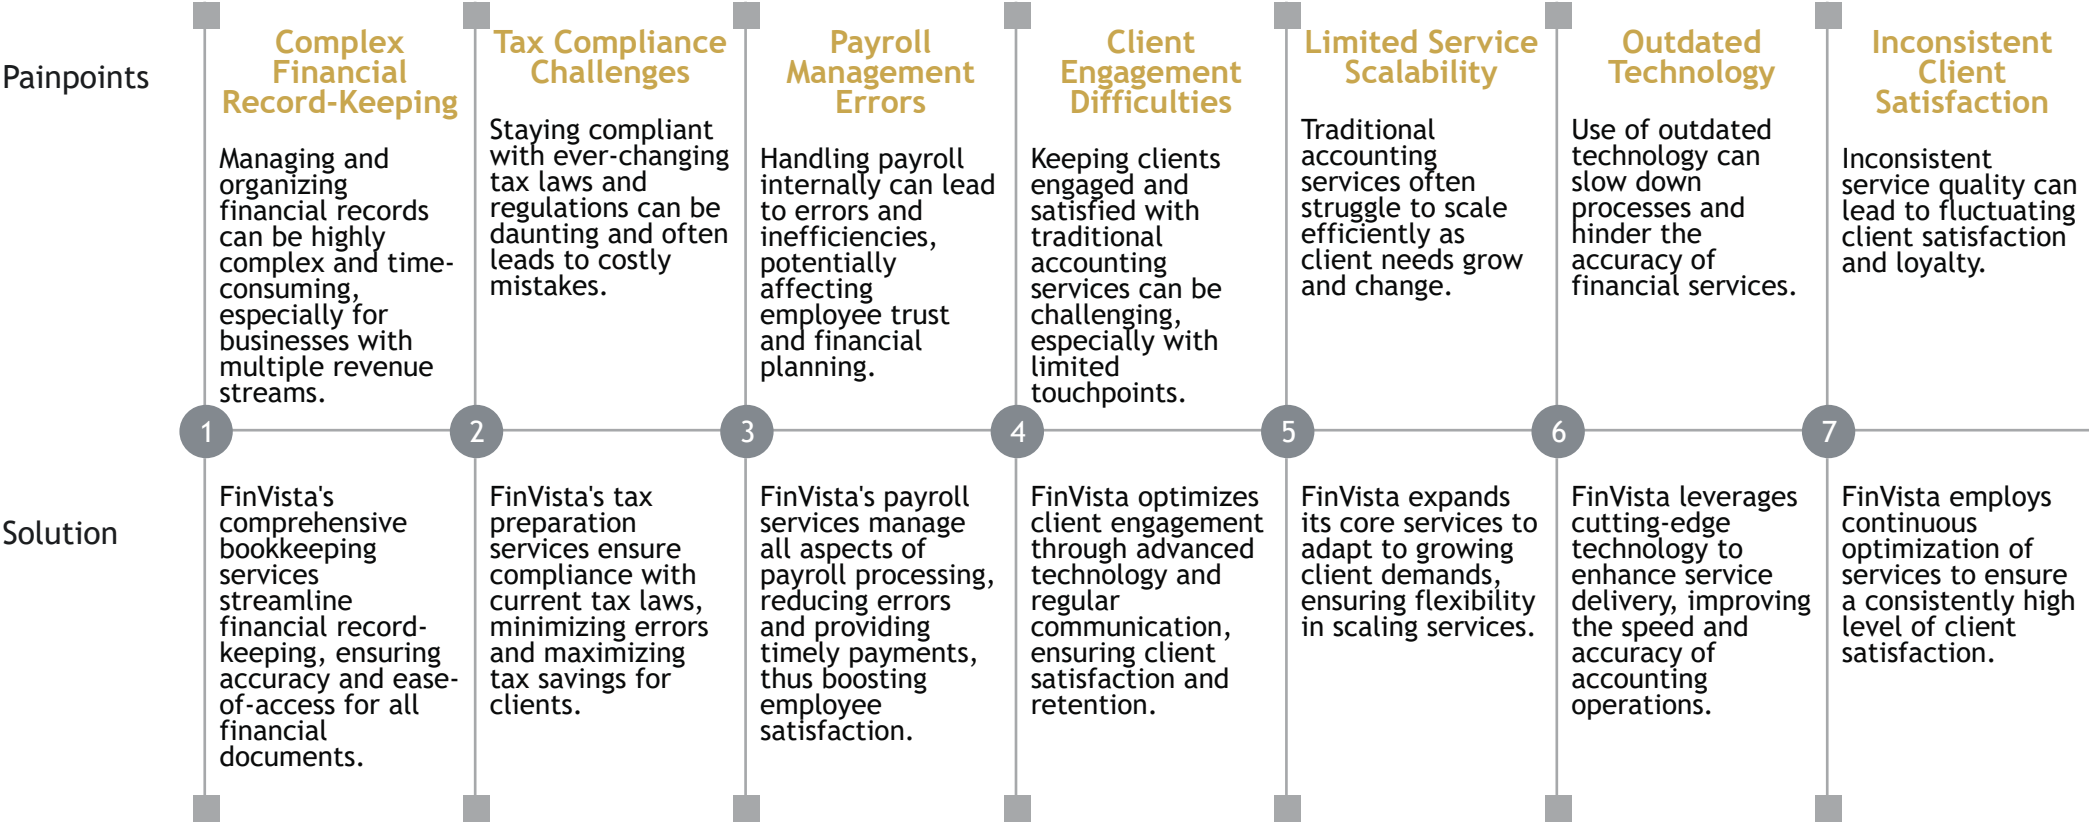 Painpoints
Complex
Financial
Record-Keeping
Managing and
organizing
financial records
can be highly
complex and time-
consuming,
especially for
businesses with
multiple revenue
streams.
Tax Compliance
Challenges
Staying compliant
with ever-changing
tax laws and
regulations can be
daunting and often
leads to costly
mistakes.
Payroll
Management
Errors
Handling payroll
internally can lead
to errors and
inefficiencies,
potentially
affecting
employee trust
and financial
planning.
Client
Engagement
Difficulties
Keeping clients
engaged and
satisfied with
traditional
accounting
services can be
challenging,
especially with
limited
touchpoints.
Limited Service
Scalability
Traditional
accounting
services often
struggle to scale
efficiently as
client needs grow
and change.
Outdated
Technology
Use of outdated
technology can
slow down
processes and
hinder the
accuracy of
financial services.
Inconsistent
Client
Satisfaction
Inconsistent
service quality can
lead to fluctuating
client satisfaction
and loyalty.
1
2
3
4
5
6
7
Solution
FinVista's
comprehensive
bookkeeping
services
streamline
financial record-
keeping, ensuring
accuracy and ease-
of-access for all
financial
documents.
FinVista's tax
preparation
services ensure
compliance with
current tax laws,
minimizing errors
and maximizing
tax savings for
clients.
FinVista's payroll
services manage
all aspects of
payroll processing,
reducing errors
and providing
timely payments,
thus boosting
employee
satisfaction.
FinVista optimizes
client engagement
through advanced
technology and
regular
communication,
ensuring client
satisfaction and
retention.
FinVista expands
its core services to
adapt to growing
client demands,
ensuring flexibility
in scaling services.
FinVista leverages
cutting-edge
technology to
enhance service
delivery, improving
the speed and
accuracy of
accounting
operations.
FinVista employs
continuous
optimization of
services to ensure
a consistently high
level of client
satisfaction.